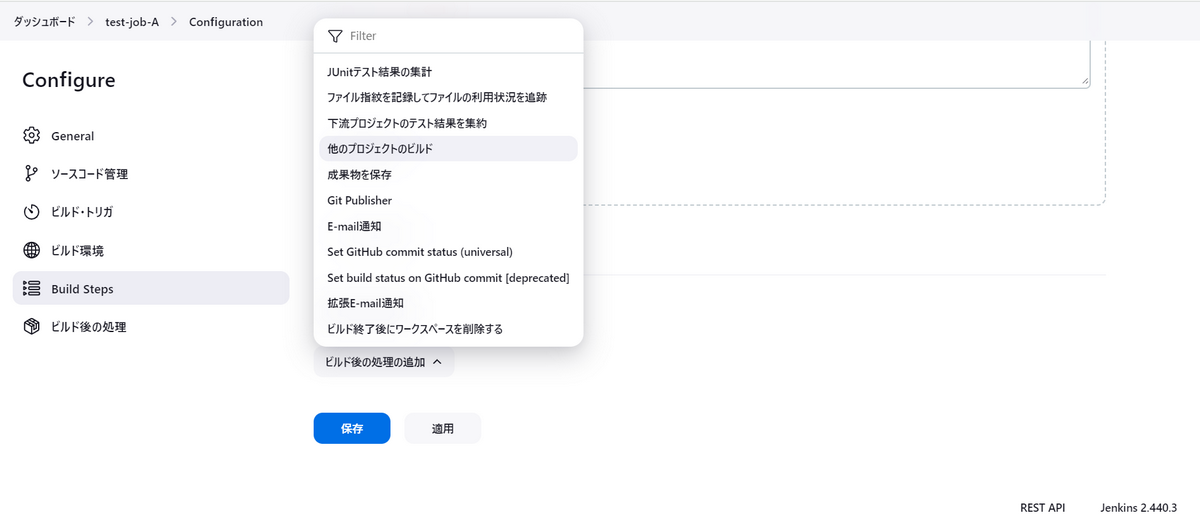 ダッシュボード > test-job-A > Configuration
Configure
General
ソースコード管理
ビルド・トリガ
ビルド環境
Build Steps
ビルド後の処理
Filter
JUnitテスト結果の集計
ファイル指紋を記録してファイルの利用状況を追跡
下流プロジェクトのテスト結果を集約
他のプロジェクトのビルド
成果物を保存
Git Publisher
E-mail通知
Set GitHub commit status (universal)
Set build status on GitHub commit [deprecated]
拡張E-mail通知
ビルド終了後にワークスペースを削除する
ビルド後の処理の追加
保存
適用
REST API
Jenkins 2.440.3